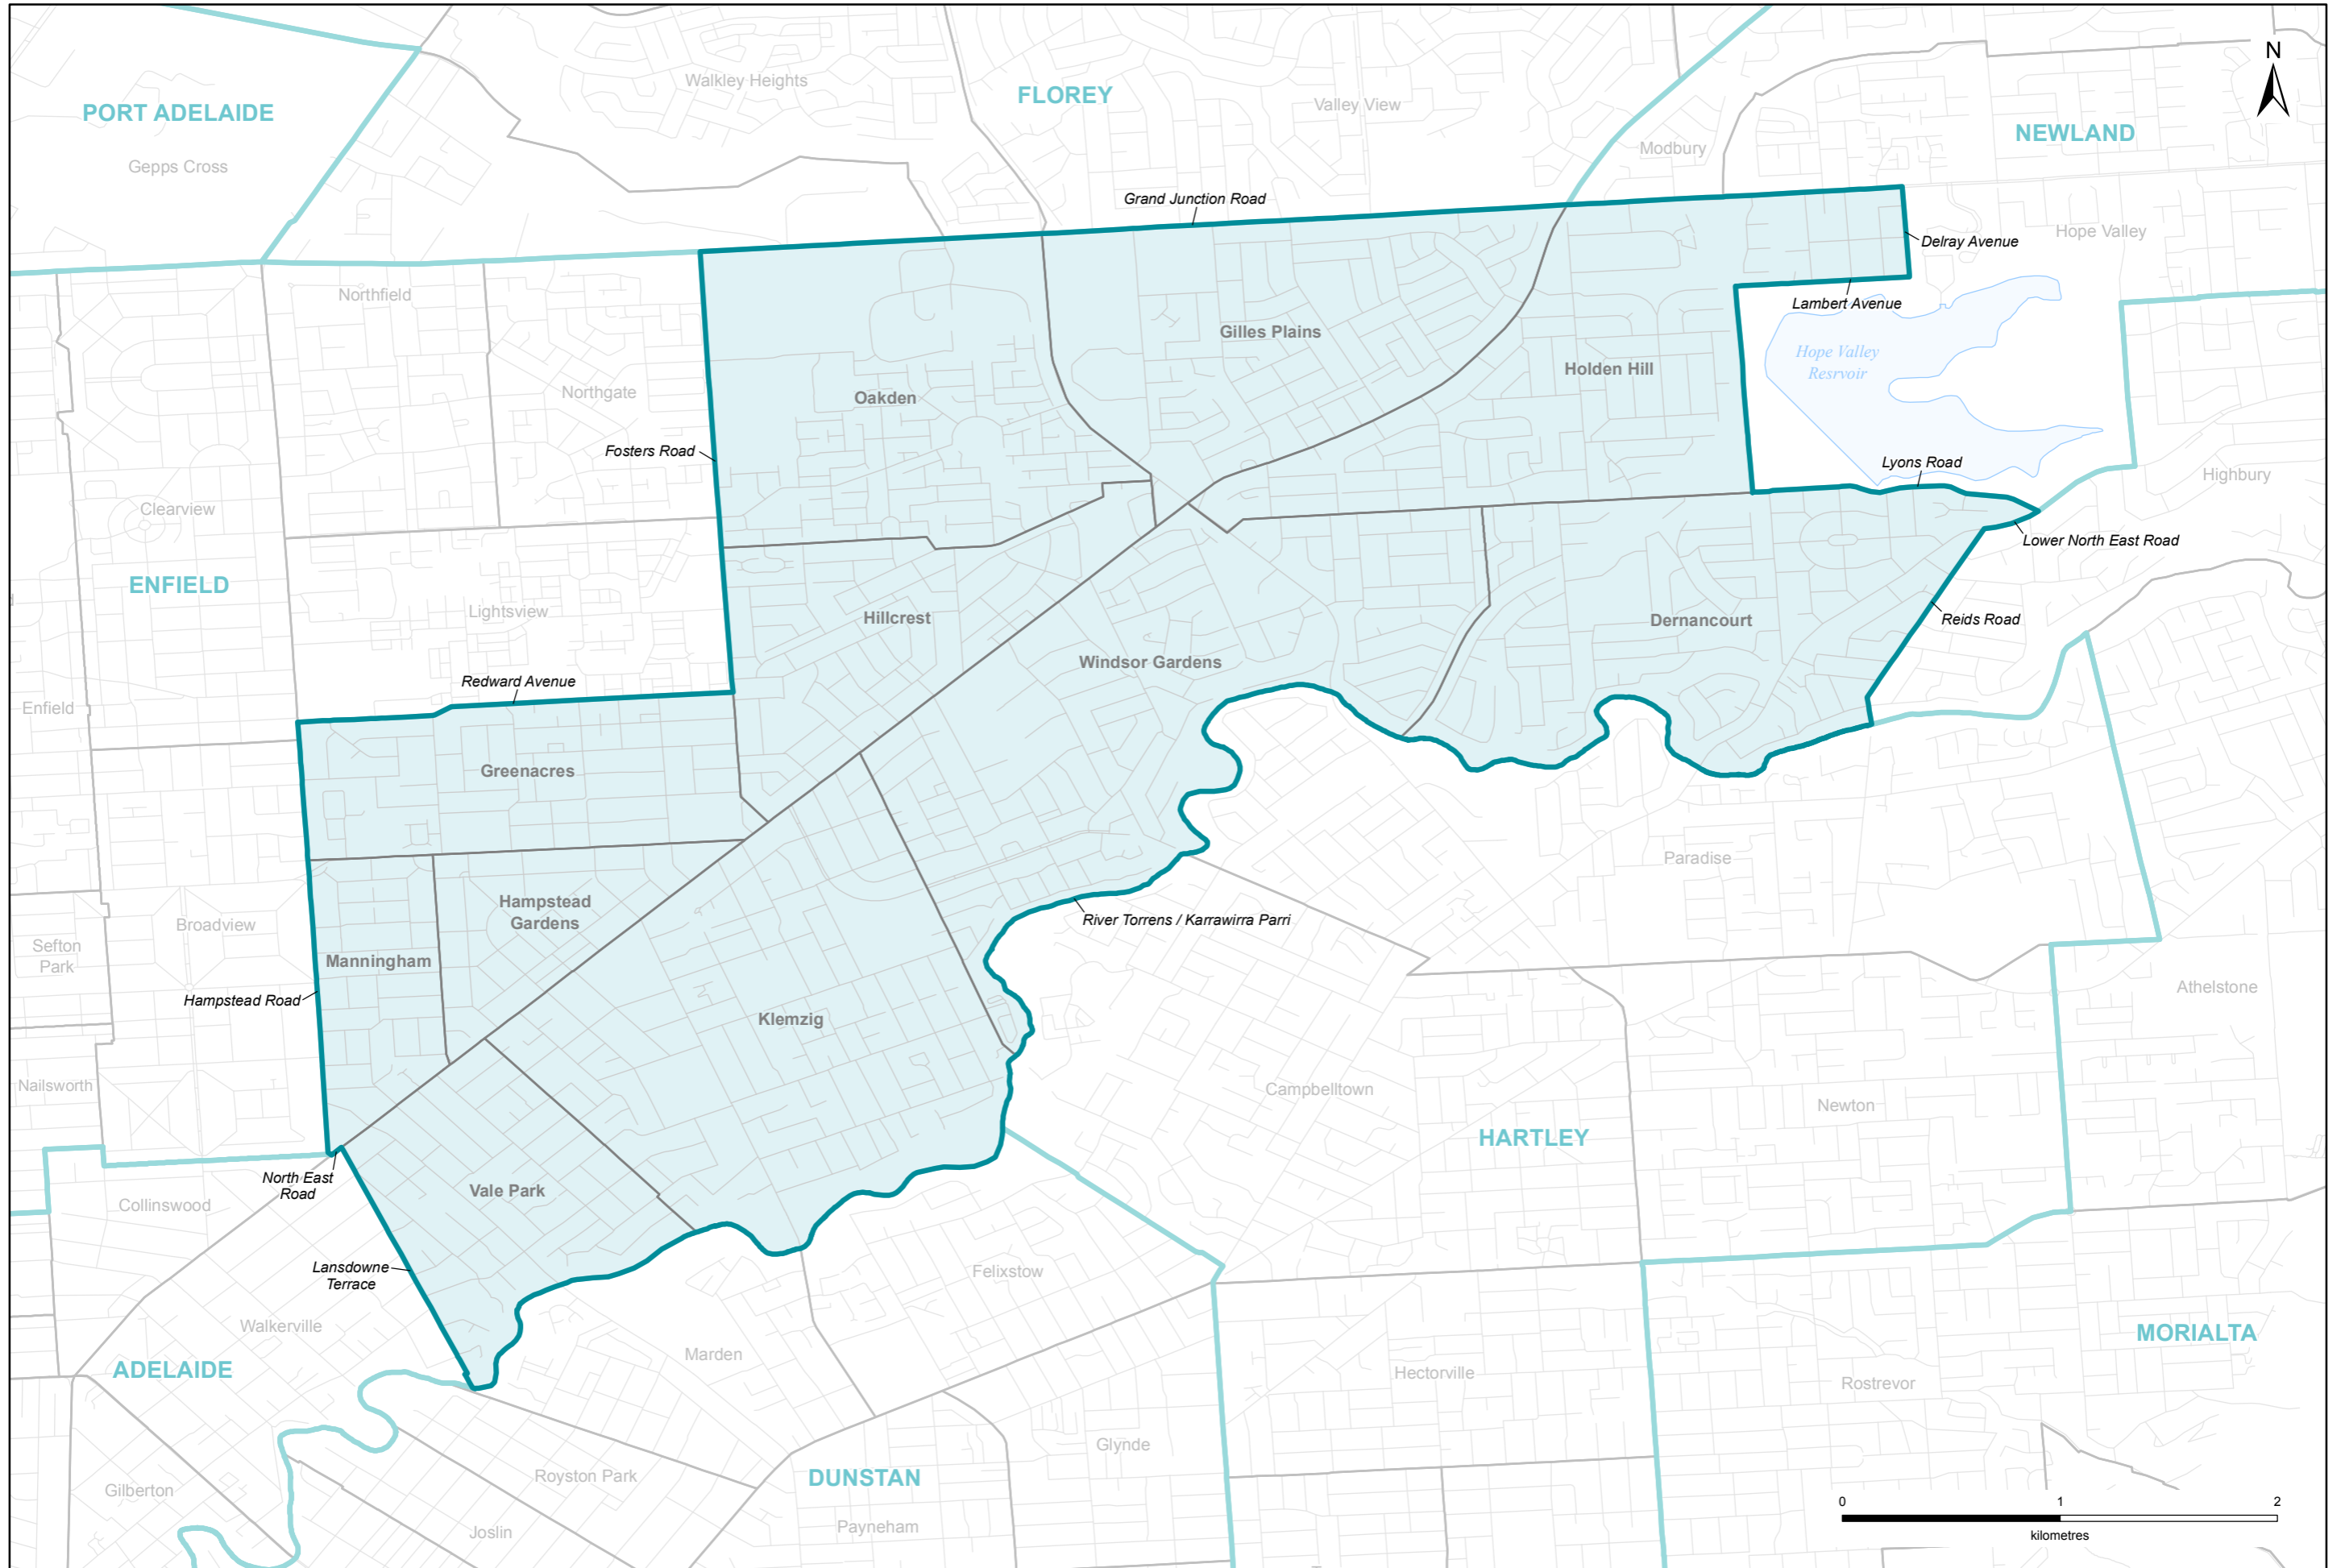 N
Walkley Heights
FLOREY
PORT ADELAIDE
Valley View
NEWLAND
Modbury
Gepps Cross
Grand Junction Road
Hope Valley
Delray Avenue
Northfield
Lambert Avenue
Gilles Plains
Hope Valley
Resrvoir
Holden Hill
Northgate
Oakden
Fosters Road
Lyons Road
Highbury
Clearview
Lower North East Road
ENFIELD
Lightsview
Hillcrest
Dernancourt
Reids Road
Windsor Gardens
Redward Avenue
Enfield
Greenacres
Paradise
Hampstead
Gardens
Broadview
River Torrens / Karrawirra Parri
Sefton
Park
Manningham
Athelstone
Hampstead Road
Klemzig
Nailsworth
Campbelltown
Newton
HARTLEY
North East
Road
Vale Park
Collinswood
Lansdowne
Terrace
Felixstow
Walkerville
MORIALTA
Marden
ADELAIDE
Hectorville
Rostrevor
Glynde
Royston Park
DUNSTAN
Gilberton
Payneham
Joslin
0 1 2
kilometres